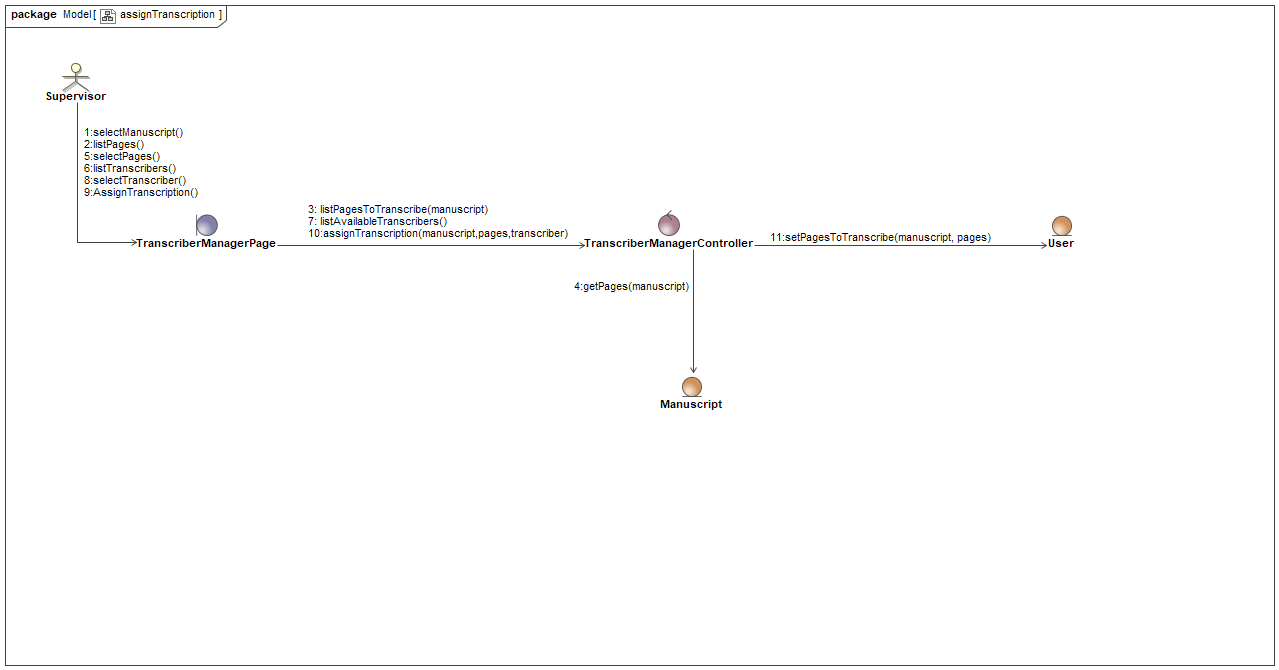 package Model[ assignTranscription ]
Supervisor
1:selectManuscript()
2:listPages()
5:selectPages()
6:listTranscribers()
8:selectTranscriber()
9:AssignTranscription()
TranscriberManagerPage
3: listPagesToTranscribe(manuscript)
7: listAvailableTranscribers()
10:assignTranscription(manuscript,pages,transcriber)
TranscriberManagerController
11:setPagesToTranscribe(manuscript, pages)
User
4:getPages(manuscript)
Manuscript